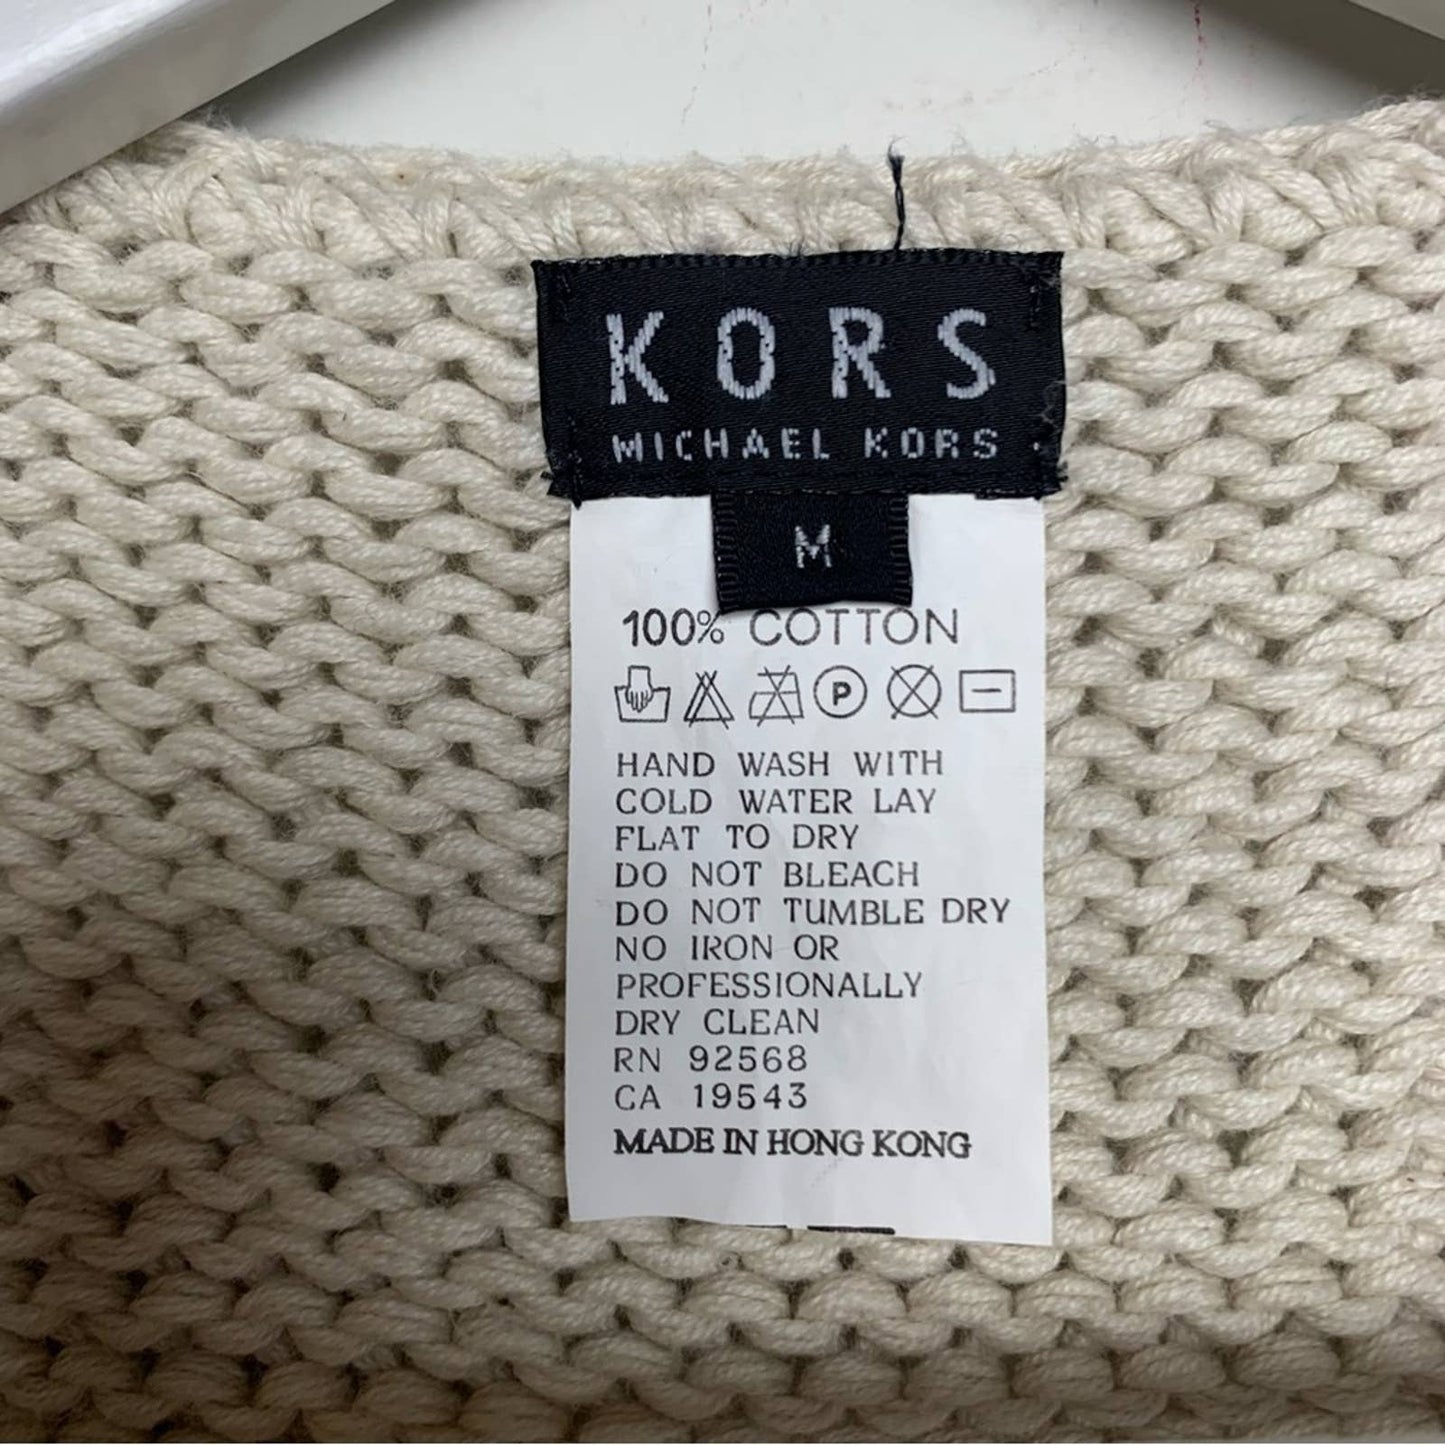 KORS
MICHAEL KORS
M
100% COTTON
P
HAND WASH WITH
COLD WATER LAY
FLAT TO DRY
DO NOT BLEACH
DO NOT TUMBLE DRY
NO IRON OR
PROFESSIONALLY
DRY CLEAN
RN 92568
CA 19543
MADE IN HONG KONG